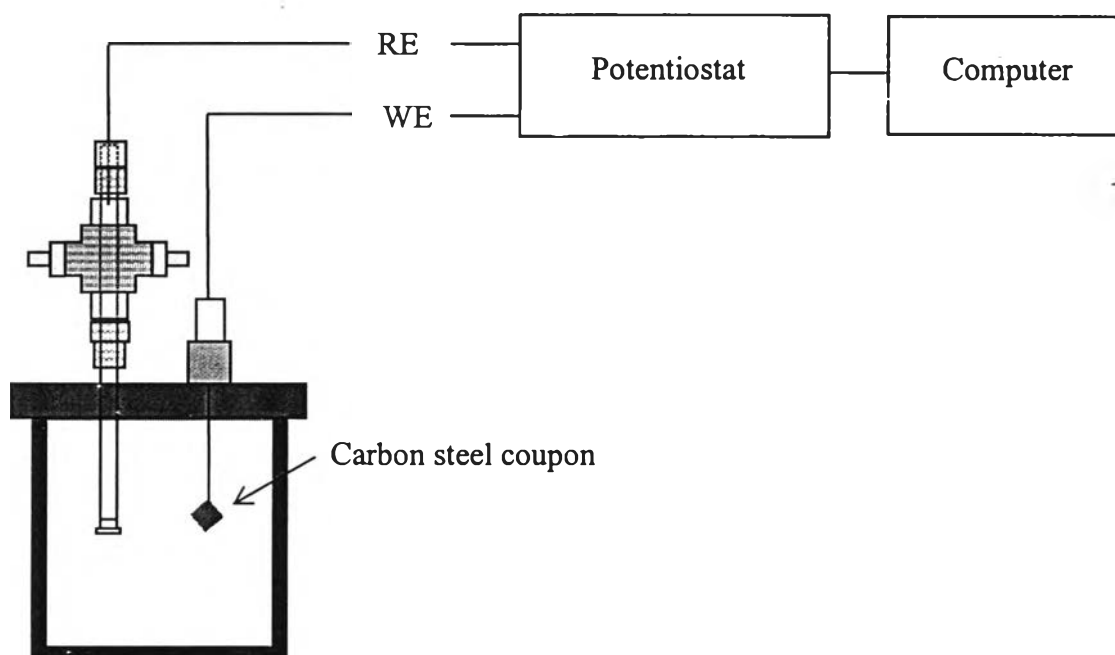 RE
Potentiostat
Computer
WE
Carbon steel coupon